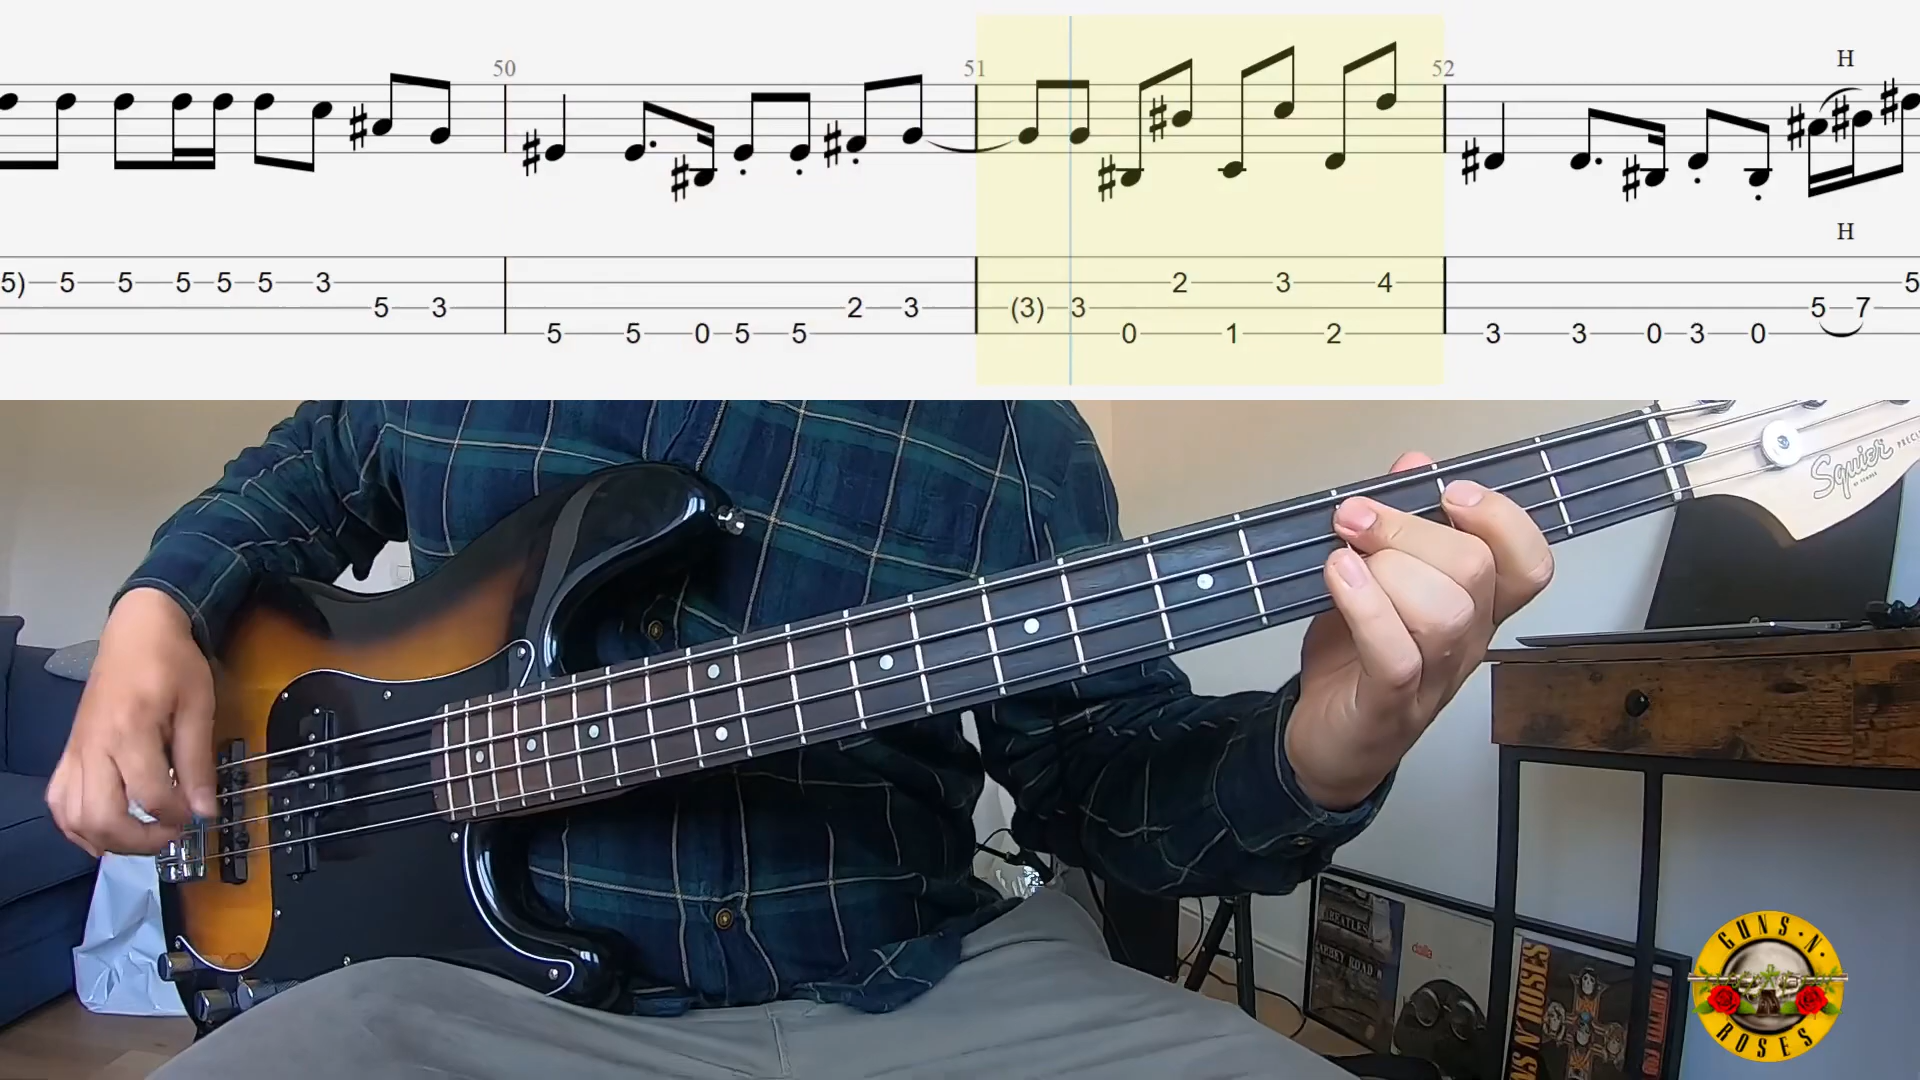 50
51
52
H
H
5) 5 5 5 5 5 3 5 3
5 5 0 5 5 2 3
(3) 3 0 2 1 3 2 4
3 3 0 3 0 5 7 5
Squier
BEATLES
ABBEY ROAD
dalla
GUNS N' ROSES